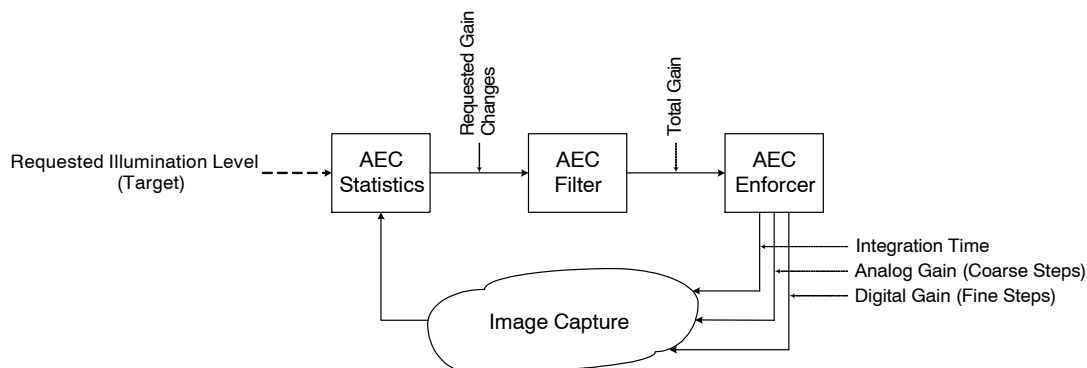 Requested Gain
Changes
Total Gain
Requested Illumination Level
(Target)
AEC
Statistics
AEC
Filter
AEC
Enforcer
Integration Time
Analog Gain (Coarse Steps)
Digital Gain (Fine Steps)
Image Capture